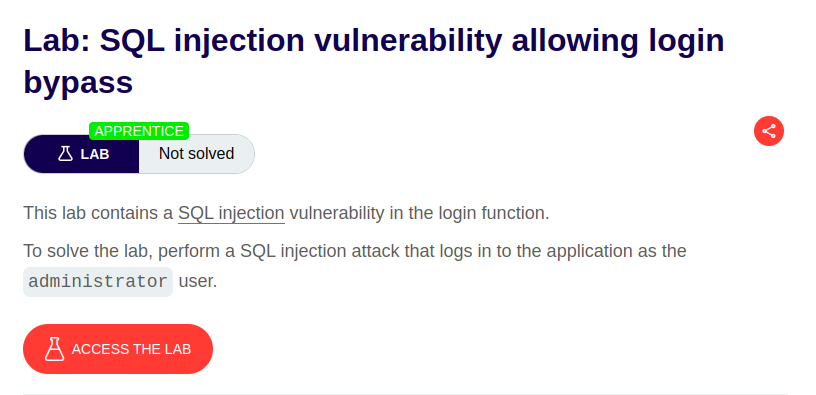 Lab: SQL injection vulnerability allowing login
bypass
APPRENTICE
LAB
Not solved
This lab contains a SQL injection vulnerability in the login function.
To solve the lab, perform a SQL injection attack that logs in to the application as the
administrator user.
ACCESS THE LAB